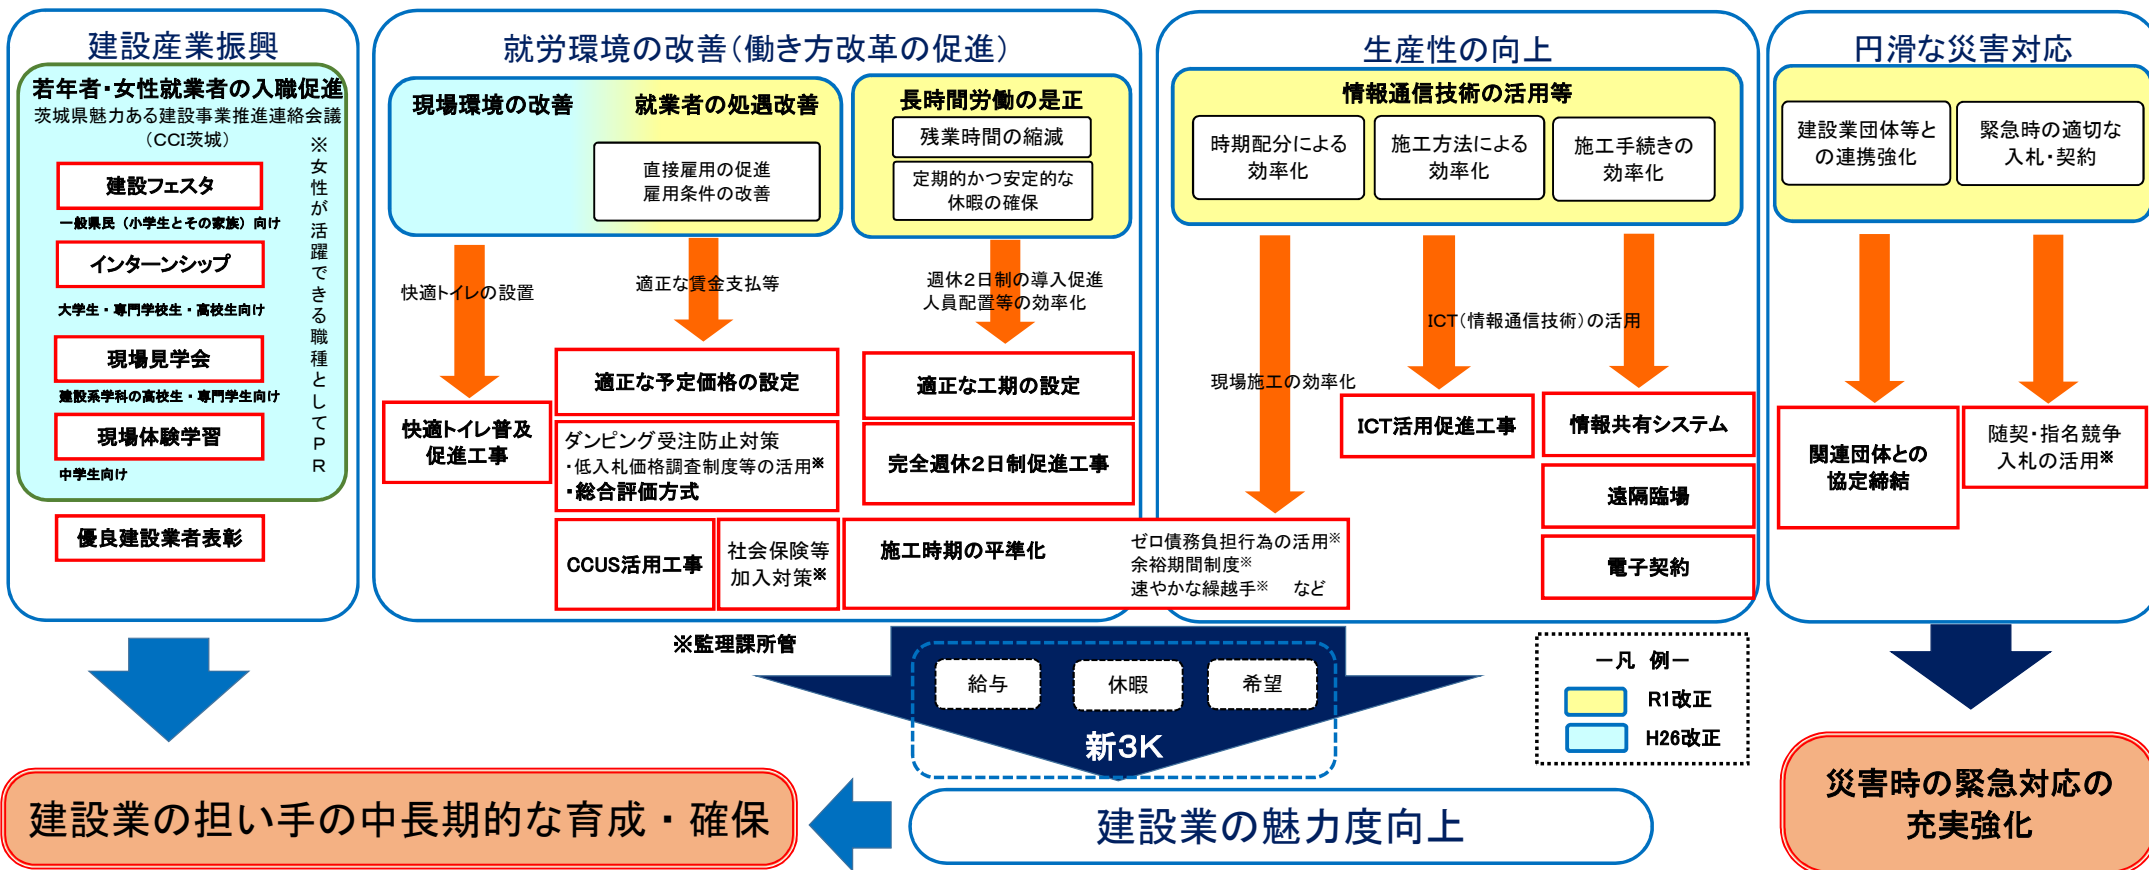 建設産業振興
若年者・女性就業者の入職促進
茨城県魅力ある建設事業推進連絡会議
(CCI茨城)
※女性が活躍できる職種としてPR
建設フェスタ
一般県民（小学生とその家族）向け
インターンシップ
大学生・専門学校生・高校生向け
現場見学会
建設系学科の高校生・専門学生向け
現場体験学習
中学生向け
優良建設業者表彰
就労環境の改善(働き方改革の促進)
現場環境の改善
就業者の処遇改善
直接雇用の促進
雇用条件の改善
長時間労働の是正
残業時間の縮減
定期的かつ安定的な
休暇の確保
快適トイレの設置
適正な賃金支払等
週休2日制の導入促進
人員配置等の効率化
快適トイレ普及
促進工事
適正な予定価格の設定
ダンピング受注防止対策
・低入札価格調査制度等の活用※
・総合評価方式
CCUS活用工事
社会保険等
加入対策※
適正な工期の設定
完全週休2日制促進工事
施工時期の平準化
ゼロ債務負担行為の活用※
余裕期間制度※
速やかな繰越手※ など
生産性の向上
情報通信技術の活用等
時期配分による
効率化
施工方法による
効率化
施工手続きの
効率化
現場施工の効率化
ICT(情報通信技術)の活用
ICT活用促進工事
情報共有システム
遠隔臨場
電子契約
円滑な災害対応
建設業団体等と
の連携強化
緊急時の適切な
入札・契約
関連団体との
協定締結
随契・指名競争
入札の活用※
※監理課所管
給与
休暇
希望
新3K
－凡 例－
R1改正
H26改正
建設業の担い手の中長期的な育成・確保
建設業の魅力度向上
災害時の緊急対応の
充実強化